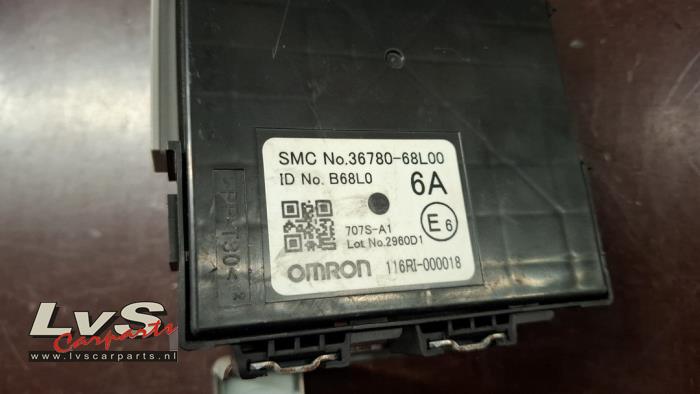 SMC No.36780-68L00
ID No. B68L0
6A
707S-A1
Lot No.2960D1
E6
OMRON
116RI-000018
LvS
Carparts
www.lvscarparts.nl